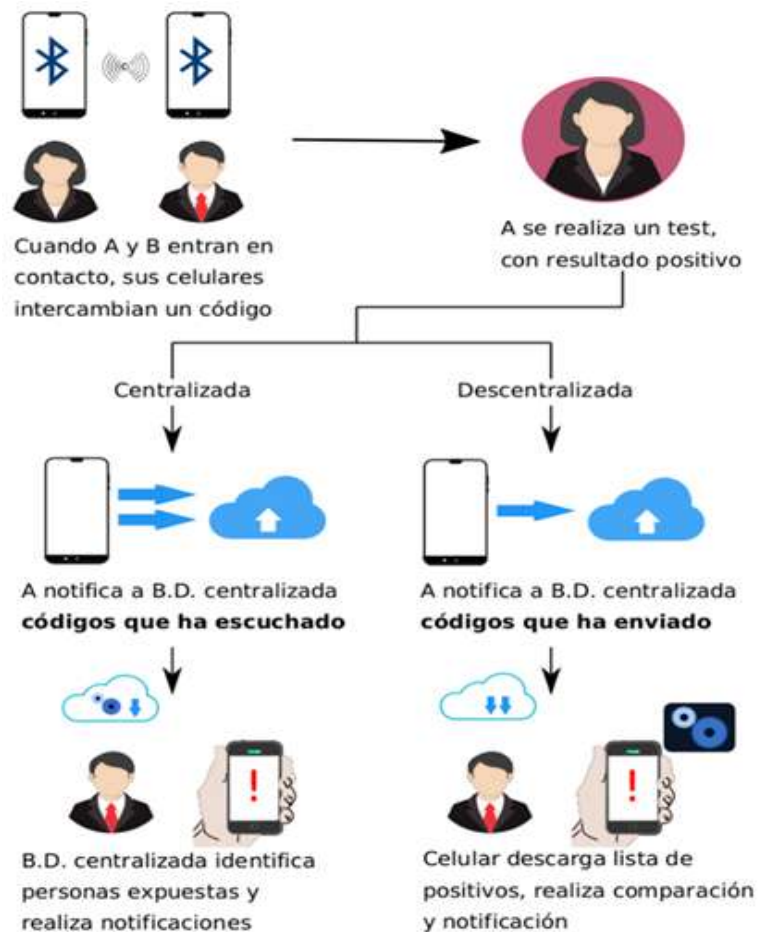 Cuando A y B entran en
contacto, sus celulares
intercambian un código
A se realiza un test,
con resultado positivo
Centralizada
Descentralizada
A notifica a B.D. centralizada
códigos que ha escuchado
A notifica a B.D. centralizada
códigos que ha enviado
B.D. centralizada identifica
personas expuestas y
realiza notificaciones
Celular descarga lista de
positivos, realiza comparación
y notificación